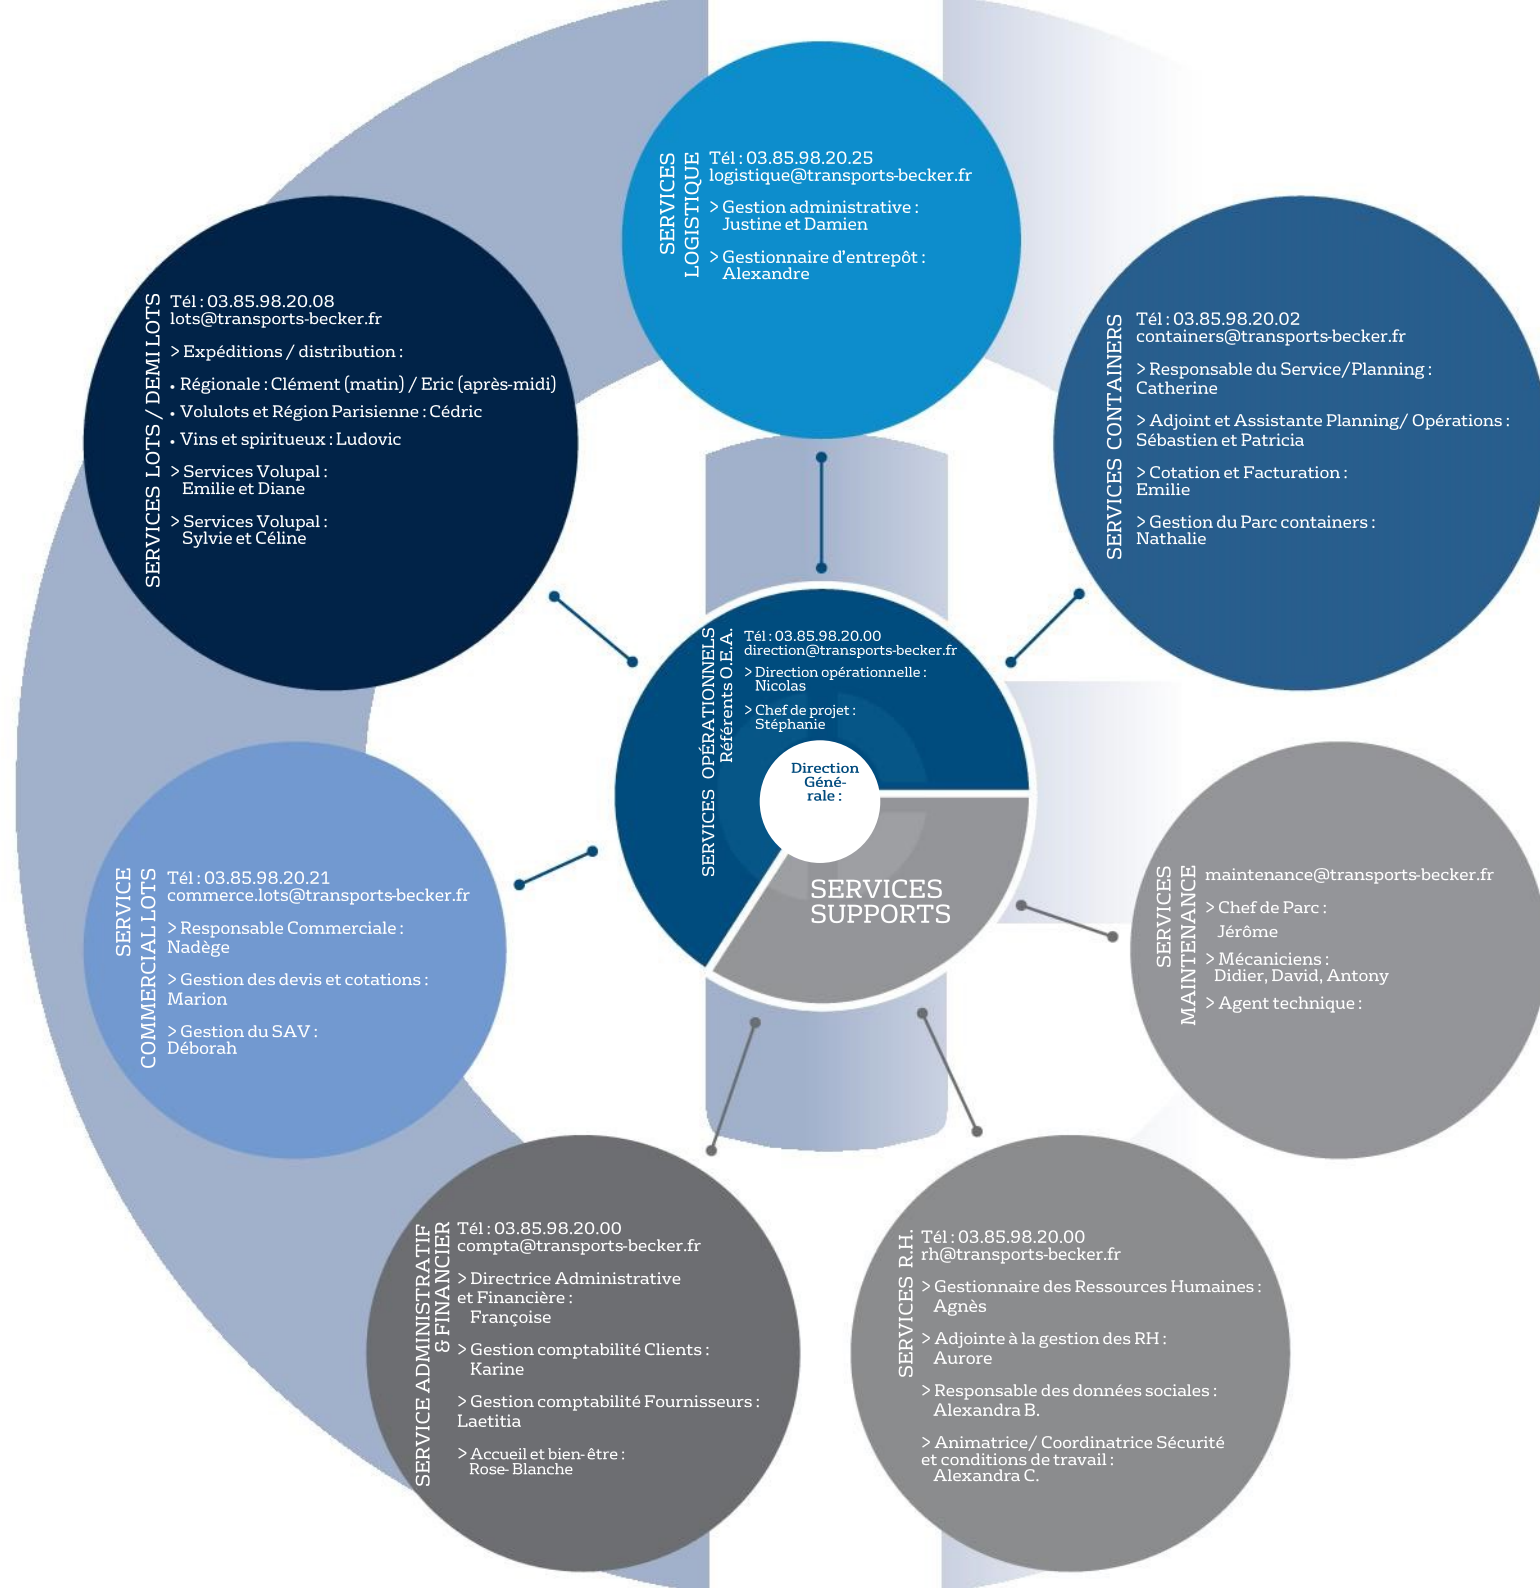 SERVICES
LOGISTIQUE
Tél : 03.85.98.20.25
logistique@transports-becker.fr
> Gestion administrative :
Justine et Damien
> Gestionnaire d'entrepôt :
Alexandre
SERVICES LOTS / DEMI LOTS
Tél : 03.85.98.20.08
lots@transports-becker.fr
> Expéditions / distribution :
• Régionale : Clément (matin) / Eric (après-midi)
• Volulots et Région Parisienne : Cédric
• Vins et spiritueux : Ludovic
> Services Volupal :
Emilie et Diane
> Services Volupal :
Sylvie et Céline
SERVICES CONTAINERS
Tél : 03.85.98.20.02
containers@transports-becker.fr
> Responsable du Service/Planning :
Catherine
> Adjoint et Assistante Planning/ Opérations :
Sébastien et Patricia
> Cotation et Facturation :
Emilie
> Gestion du Parc containers :
Nathalie
SERVICES OPÉRATIONNELS
Référents O.E.A.
Tél : 03.85.98.20.00
direction@transports-becker.fr
> Direction opérationnelle :
Nicolas
> Chef de projet :
Stéphanie
Direction
Géné-
rale :
SERVICES
SUPPORTS
SERVICE
COMMERCIAL LOTS
Tél : 03.85.98.20.21
commerce.lots@transports-becker.fr
> Responsable Commerciale :
Nadège
> Gestion des devis et cotations :
Marion
> Gestion du SAV :
Déborah
SERVICES
MAINTENANCE
maintenance@transports-becker.fr
> Chef de Parc :
Jérôme
> Mécaniciens :
Didier, David, Antony
> Agent technique :
SERVICE ADMINISTRATIF
& FINANCIER
Tél : 03.85.98.20.00
compta@transports-becker.fr
> Directrice Administrative
et Financière :
Françoise
> Gestion comptabilité Clients :
Karine
> Gestion comptabilité Fournisseurs :
Laetitia
> Accueil et bien-être :
Rose-Blanche
SERVICES R.H.
Tél : 03.85.98.20.00
rh@transports-becker.fr
> Gestionnaire des Ressources Humaines :
Agnès
> Adjointe à la gestion des RH :
Aurore
> Responsable des données sociales :
Alexandra B.
> Animatrice/ Coordinatrice Sécurité
et conditions de travail :
Alexandra C.